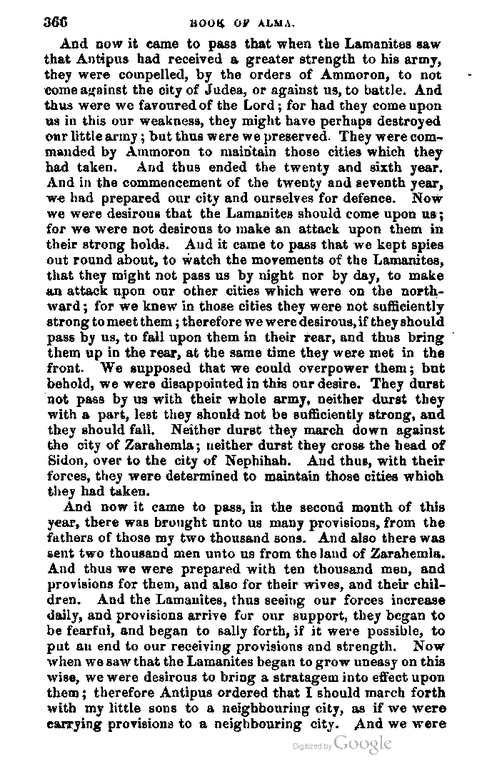 366 BOOK OF ALMA.
And now it came to pass that when the Lamanites saw
that Antipus had received a greater strength to his army,
they were compelled, by the orders of Ammoron, to not
come against the city of Judea, or against us, to battle. And
thus were we favoured of the Lord; for had they come upon
us in this our weakness, they might have perhaps destroyed
our little army; but thus were we preserved. They were com-
manded by Ammoron to maintain those cities which they
had taken. And thus ended the twenty and sixth year.
And in the commencement of the twenty and seventh year,
we had prepared our city and ourselves for defence. Now
we were desirous that the Lamanites should come upon us;
for we were not desirous to make an attack upon them in
their strong holds. And it came to pass that we kept spies
out round about, to watch the movements of the Lamanites,
that they might not pass us by night nor by day, to make
an attack upon our other cities which were on the north-
ward; for we knew in those cities they were not sufficiently
strong to meet them; therefore we were desirous, if they should
pass by us, to fall upon them in their rear, and thus bring
them up in the rear, at the same time they were met in the
front. We supposed that we could overpower them; but
behold, we were disappointed in this our desire. They durst
not pass by us with their whole army, neither durst they
with a part, lest they should not be sufficiently strong, and
they should fall. Neither durst they march down against
the city of Zarahemla; neither durst they cross the head of
Sidon, over to the city of Nephihah. And thus, with their
forces, they were determined to maintain those cities which
they had taken.
And now it came to pass, in the second month of this
year, there was brought unto us many provisions, from the
fathers of those my two thousand sons. And also there was
sent two thousand men unto us from the land of Zarahemla.
And thus we were prepared with ten thousand men, and
provisions for them, and also for their wives, and their chil-
dren. And the Lamanites, thus seeing our forces increase
daily, and provisions arrive for our support, they began to
be fearful, and began to sally forth, if it were possible, to
put an end to our receiving provisions and strength. Now
when we saw that the Lamanites began to grow uneasy on this
wise, we were desirous to bring a stratagem into effect upon
them; therefore Antipus ordered that I should march forth
with my little sons to a neighbouring city, as if we were
carrying provisions to a neighbouring city. And we were
Digitized by Google